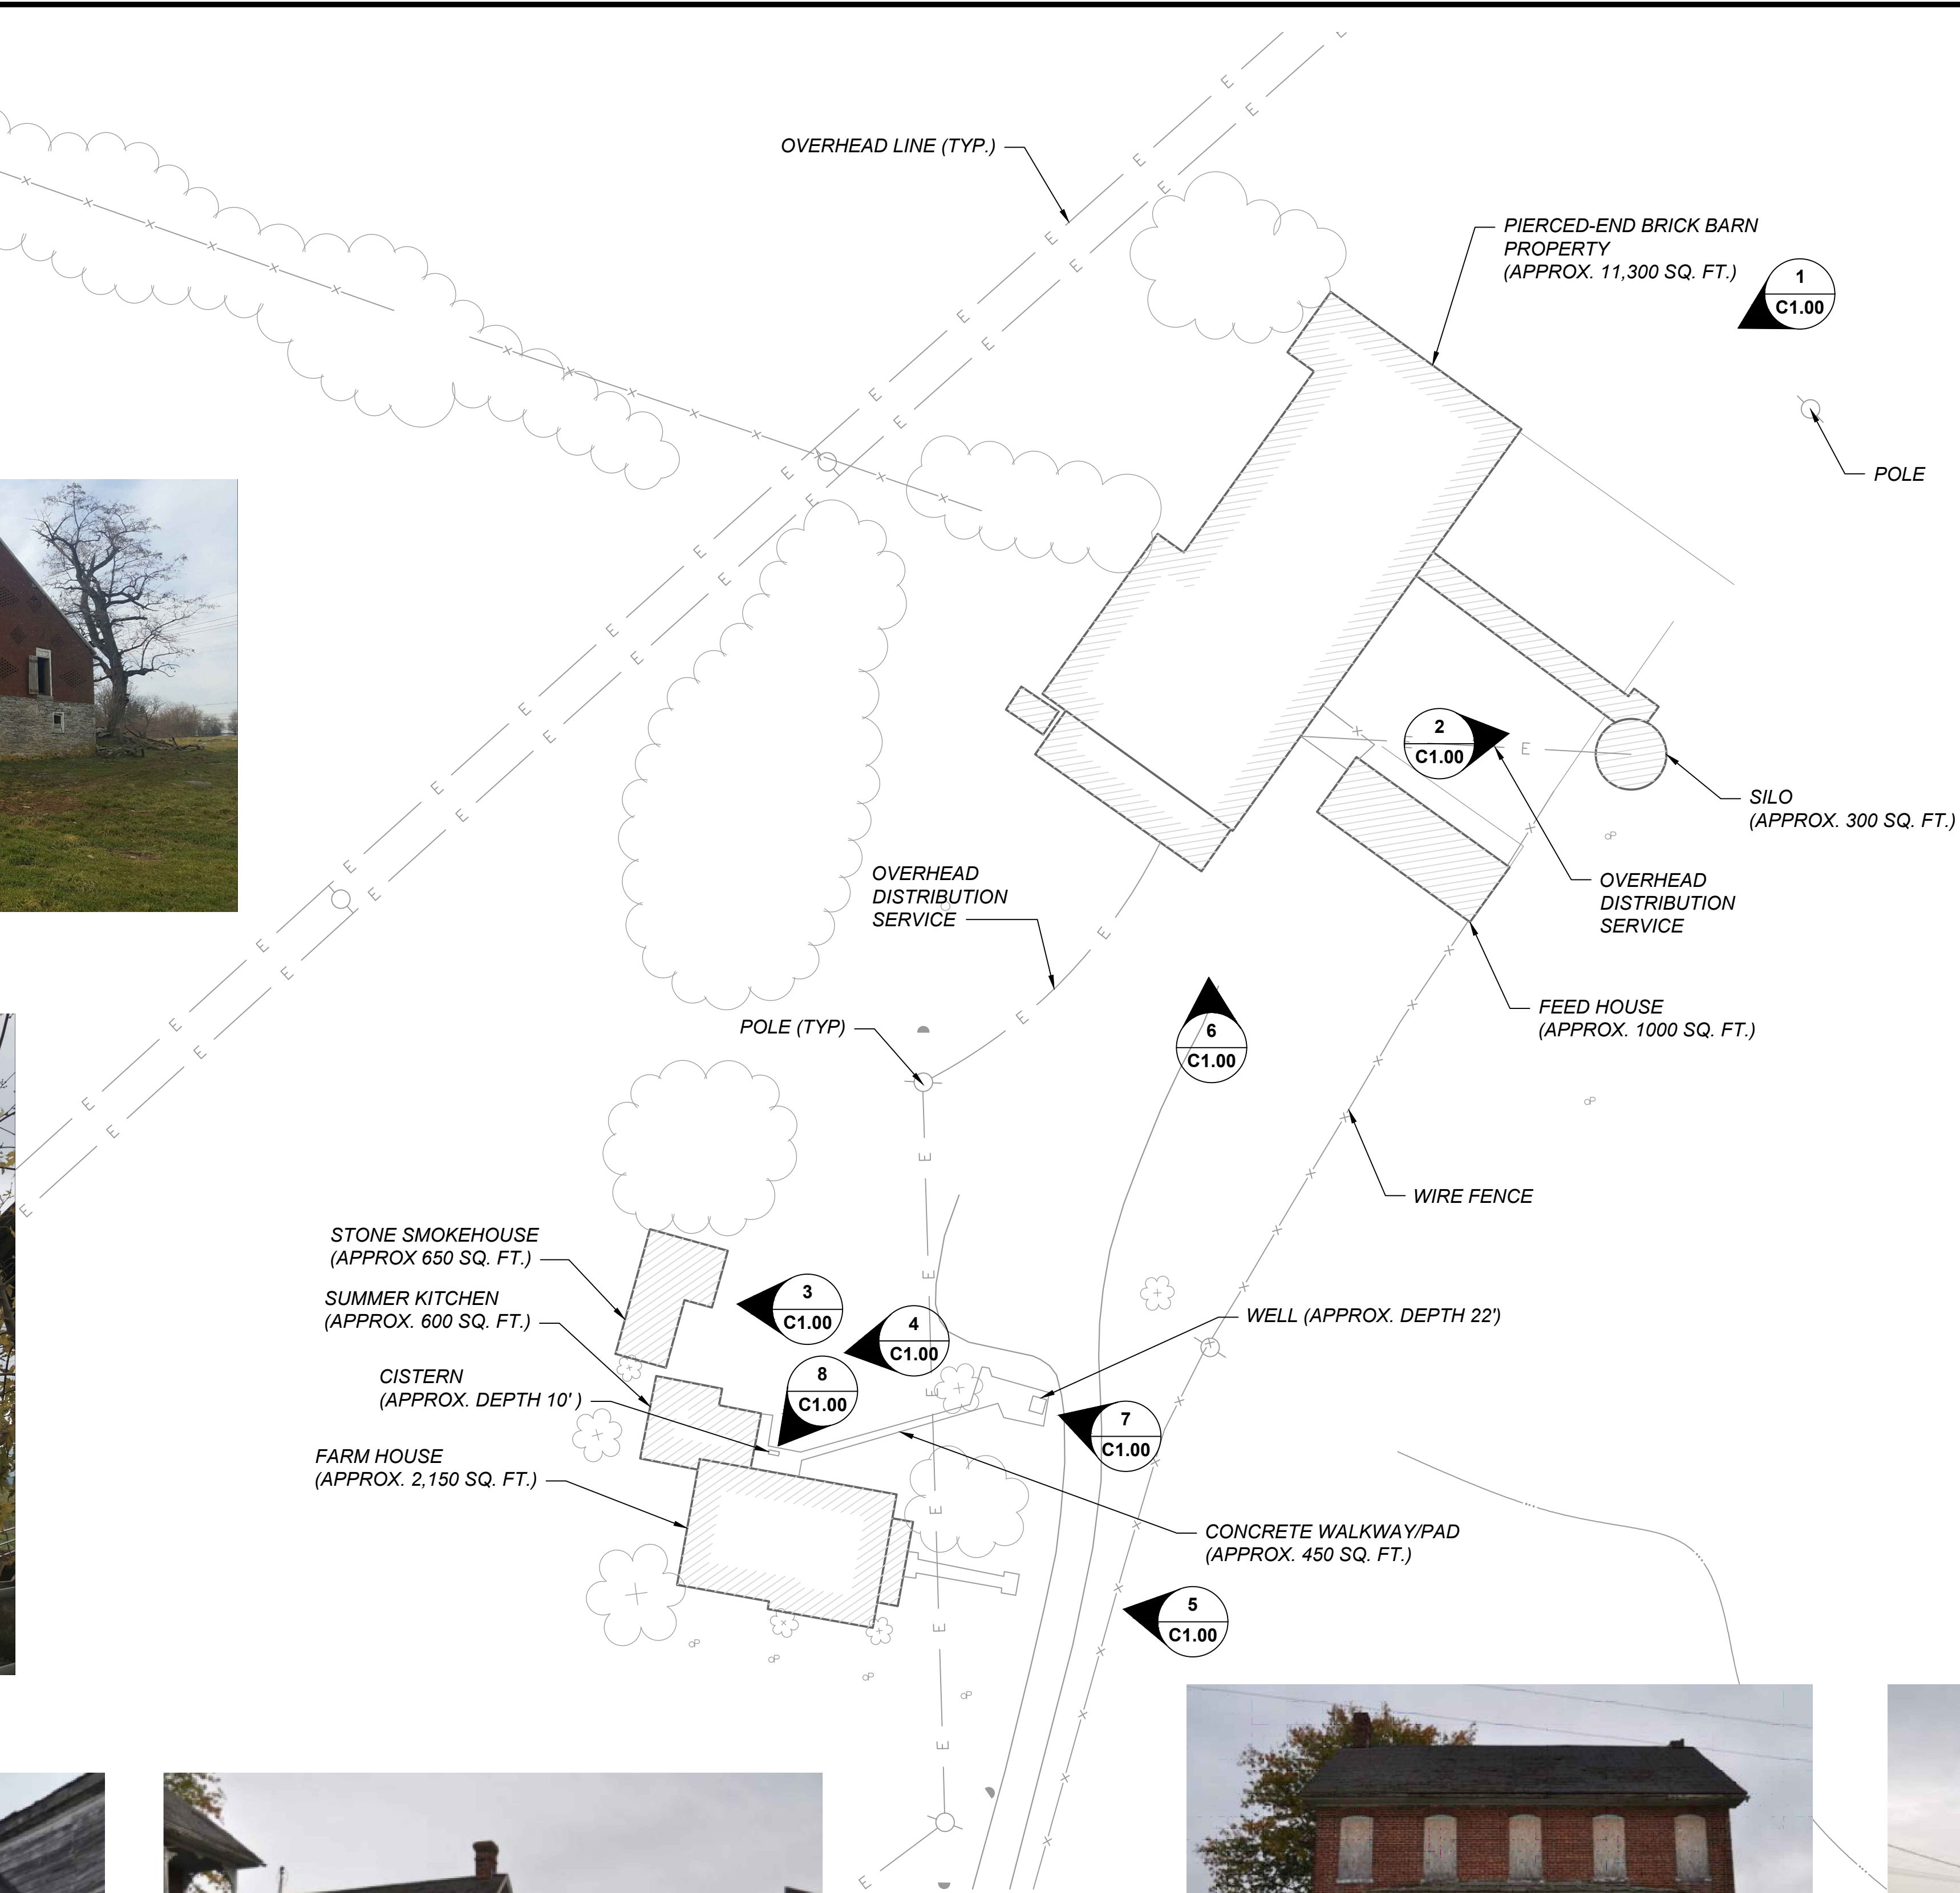 OVERHEAD LINE (TYP.)
PIERCED-END BRICK BARN
PROPERTY
(APPROX. 11,300 SQ. FT.)
1
C1.00
POLE
2
C1.00
E
SILO
(APPROX. 300 SQ. FT.)
OVERHEAD
DISTRIBUTION
SERVICE
OVERHEAD
DISTRIBUTION
SERVICE
FEED HOUSE
(APPROX. 1000 SQ. FT.)
POLE (TYP)
6
C1.00
WIRE FENCE
STONE SMOKEHOUSE
(APPROX 650 SQ. FT.)
SUMMER KITCHEN
(APPROX. 600 SQ. FT.)
3
C1.00
4
C1.00
WELL (APPROX. DEPTH 22')
CISTERN
(APPROX. DEPTH 10' )
8
C1.00
7
C1.00
FARM HOUSE
(APPROX. 2,150 SQ. FT.)
CONCRETE WALKWAY/PAD
(APPROX. 450 SQ. FT.)
5
C1.00